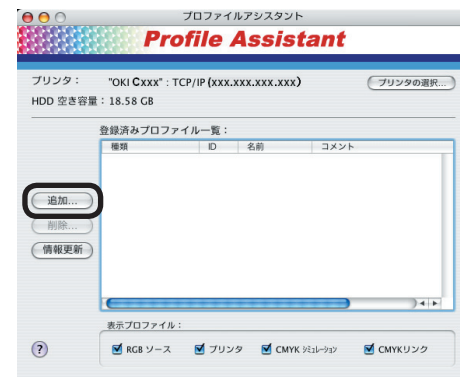 プロファイルアシスタント
Profile Assistant
プリンタ： "OKI Cxxx" : TCP/IP (xxx.xxx.xxx.xxx) プリンタの選択...
HDD 空き容量：18.58 GB
登録済みプロファイル一覧：
種類 ID 名前 コメント
追加...
削除...
情報更新
表示プロファイル：
? RGB ソース プリンタ CMYK ｼﾐｭﾚｰｼｮﾝ CMYKリンク